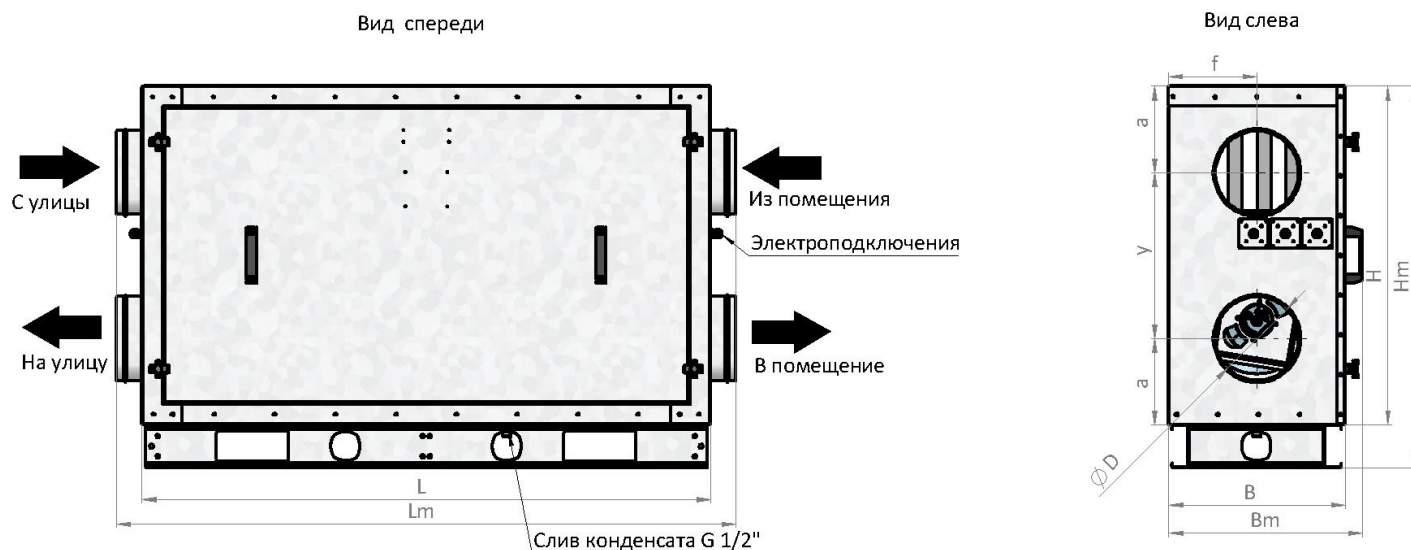 Вид спереди
Вид слева
С улицы
Из помещения
Электроподключения
На улицу
В помещение
L
Lm
Слив конденсата G 1/2"
f
a
y
a
H
Hm
ØD
B
Bm